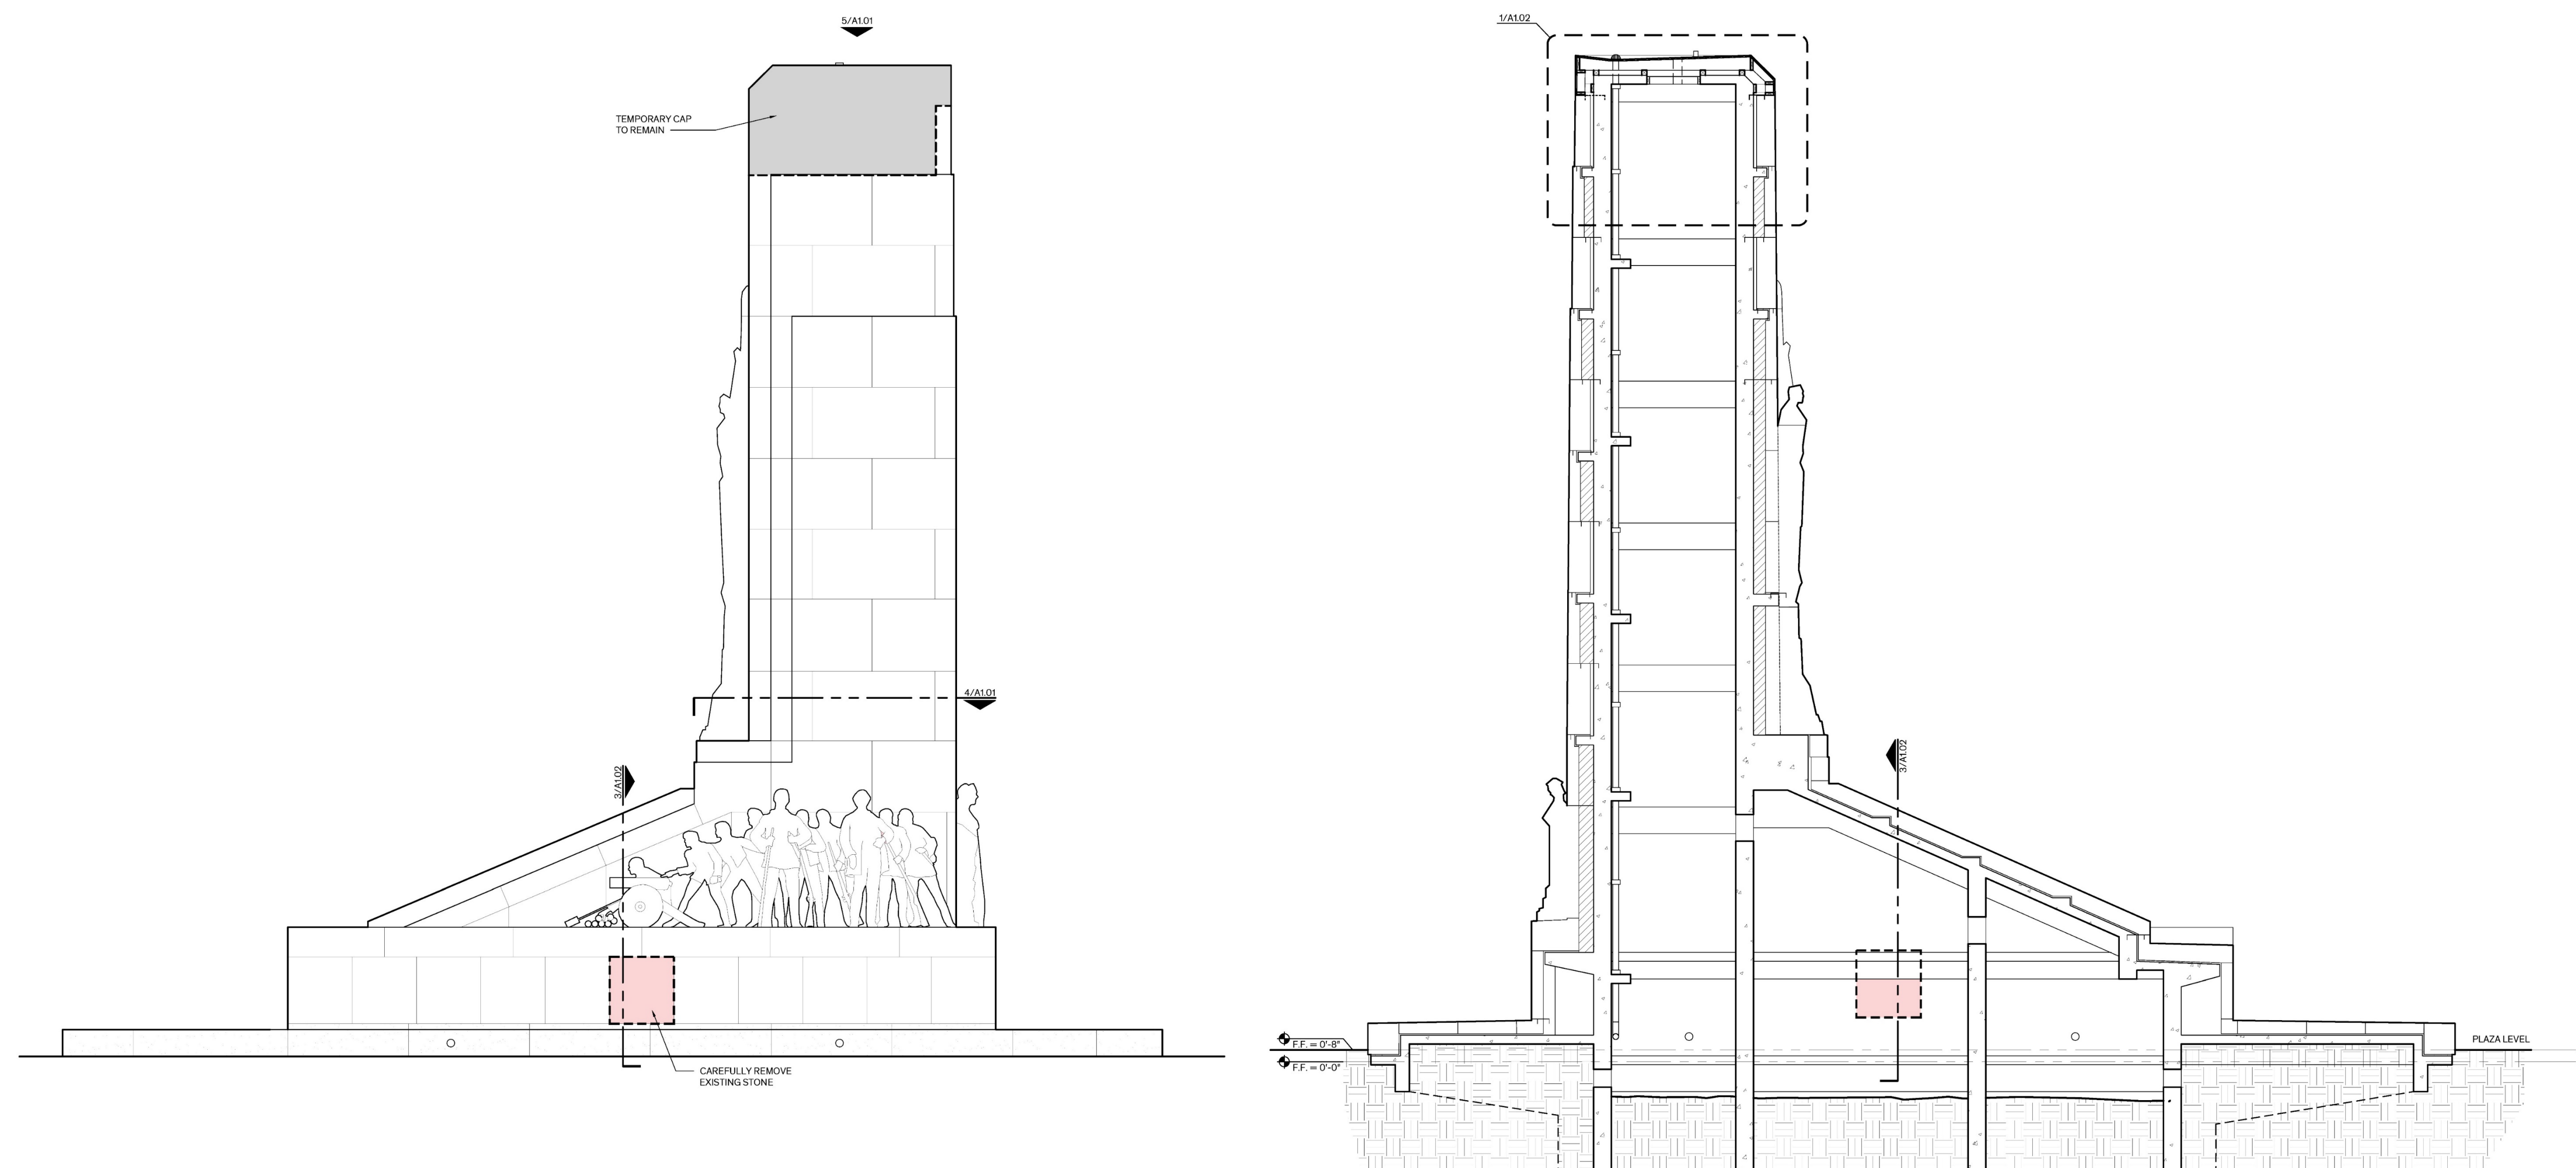 5/A1.01
TEMPORARY CAP
TO REMAIN
4/A1.01
3/A1.02
CAREFULLY REMOVE
EXISTING STONE
1/A1.02
3/A1.02
F.F. = 0'-8"
F.F. = 0'-0"
PLAZA LEVEL